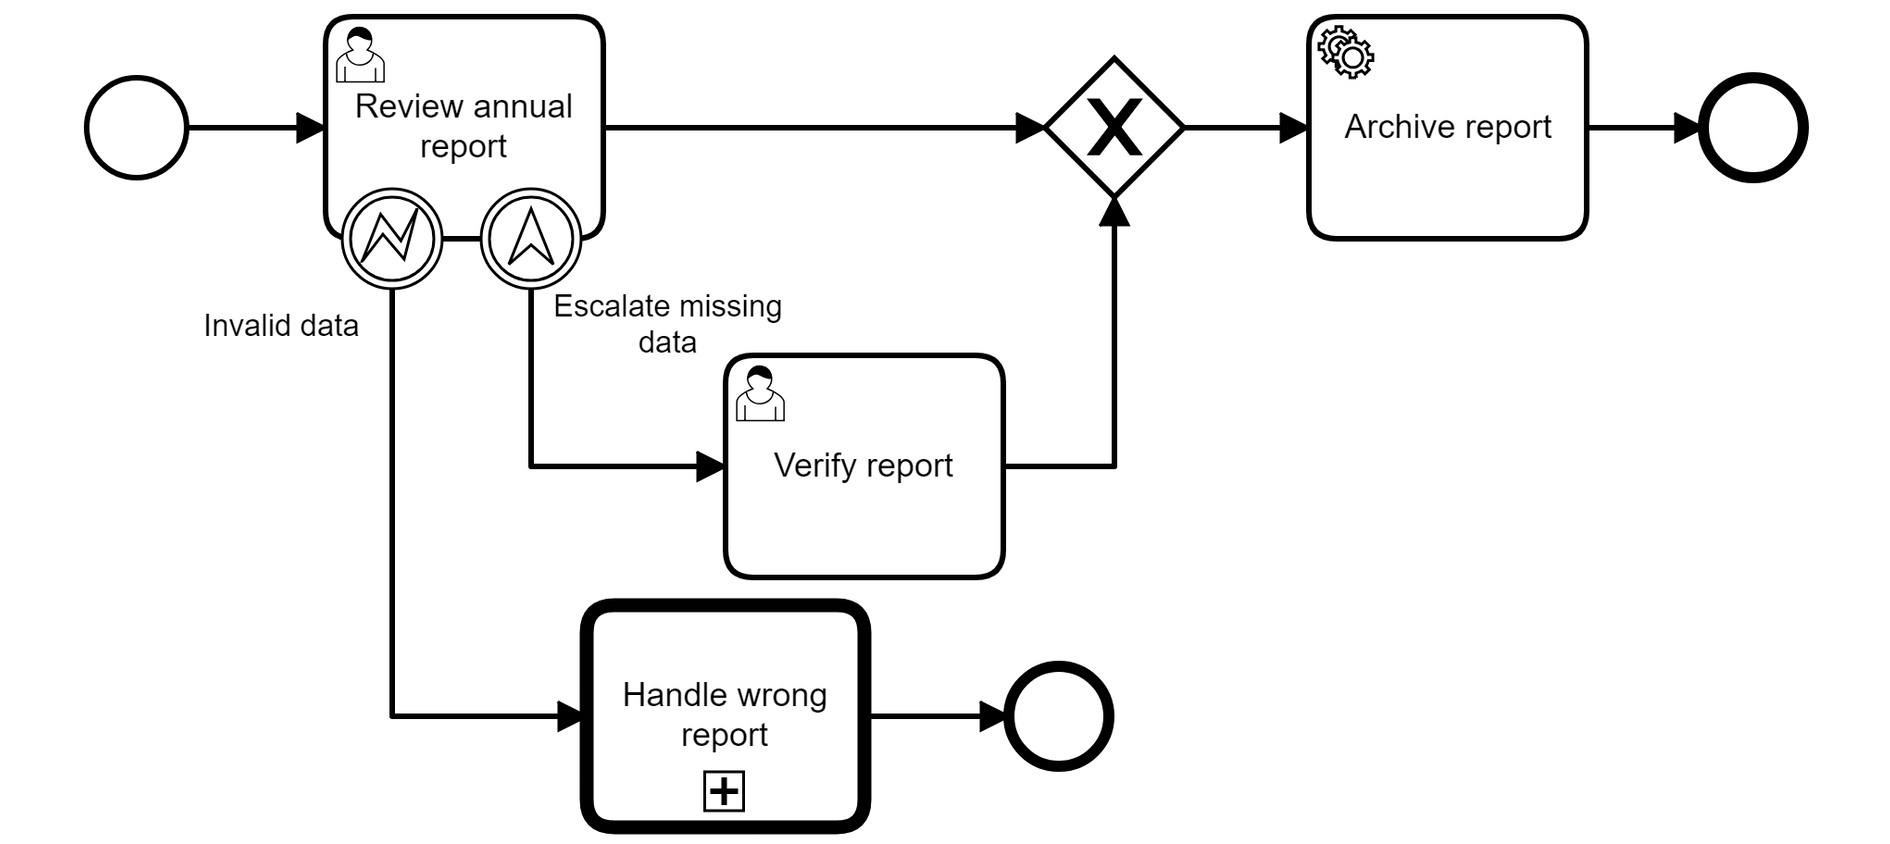 Review annual
report
Archive report
Invalid data
Escalate missing
data
Verify report
Handle wrong
report